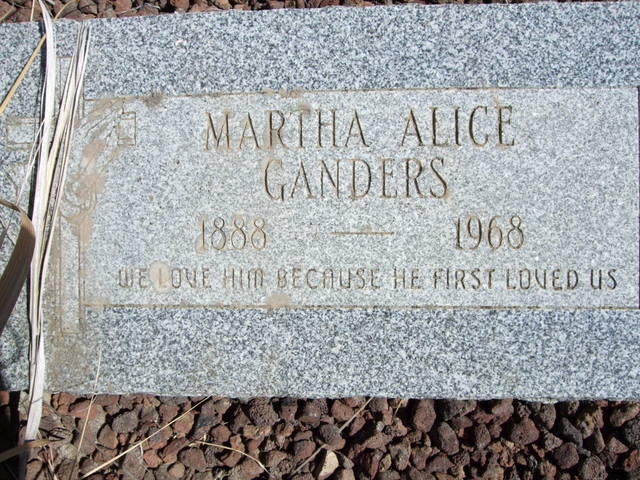 MARTHA ALICE
GANDERS
1888 — 1968
WE LOVE HIM BECAUSE HE FIRST LOVED US